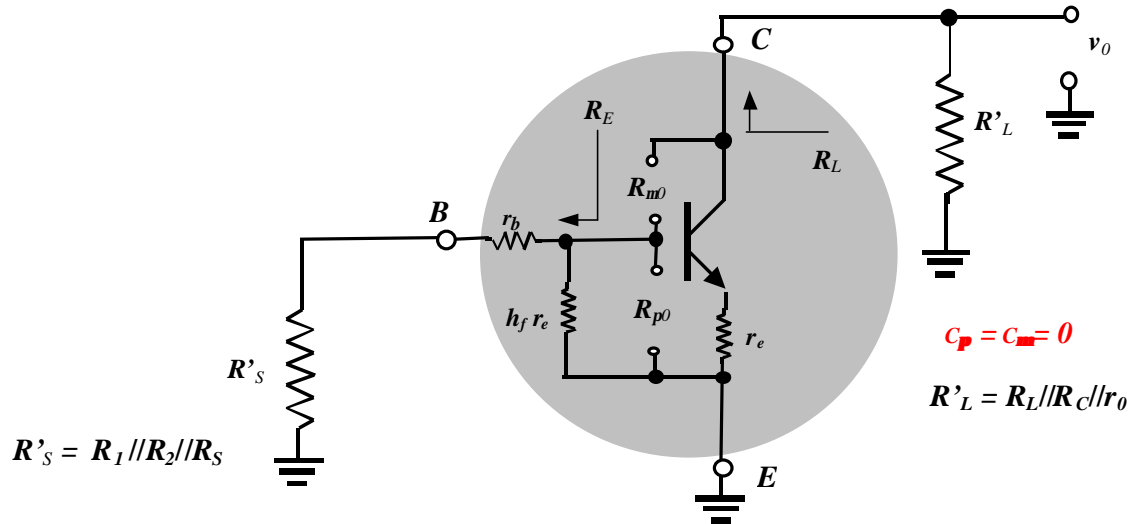 C
v0
RE
R'L
Rm0
RL
B
rb
Rp0
hf re
re
Cp = Cm = 0
R'S
R'L = RL//RC//r0
R'S = R1//R2//RS
E